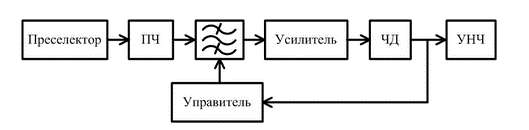 Преселектор
ПЧ
Усилитель
ЧД
УНЧ
Управитель